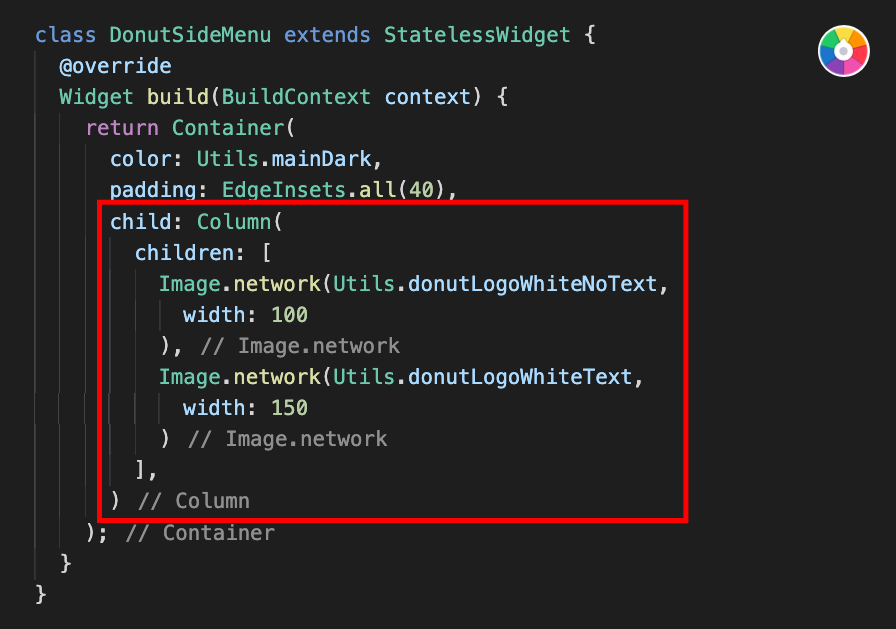 class DonutSideMenu extends StatelessWidget {
@override
Widget build(BuildContext context) {
return Container(
color: Utils.mainDark,
padding: EdgeInsets.all(40),
child: Column(
children: [
Image.network(Utils.donutLogoWhiteNoText,
width: 100
), // Image.network
Image.network(Utils.donutLogoWhiteText,
width: 150
) // Image.network
],
) // Column
); // Container
}
}